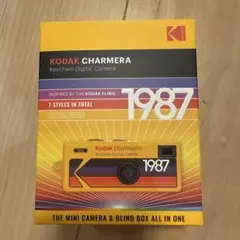 KODAK CHARMERA
Keychain Digital Camera
INSPIRED BY THE KODAK FLING
7 STYLES IN TOTAL
1987
Kodak Charmera
1987
THE MINI CAMERA & BLIND BOX ALL IN ONE